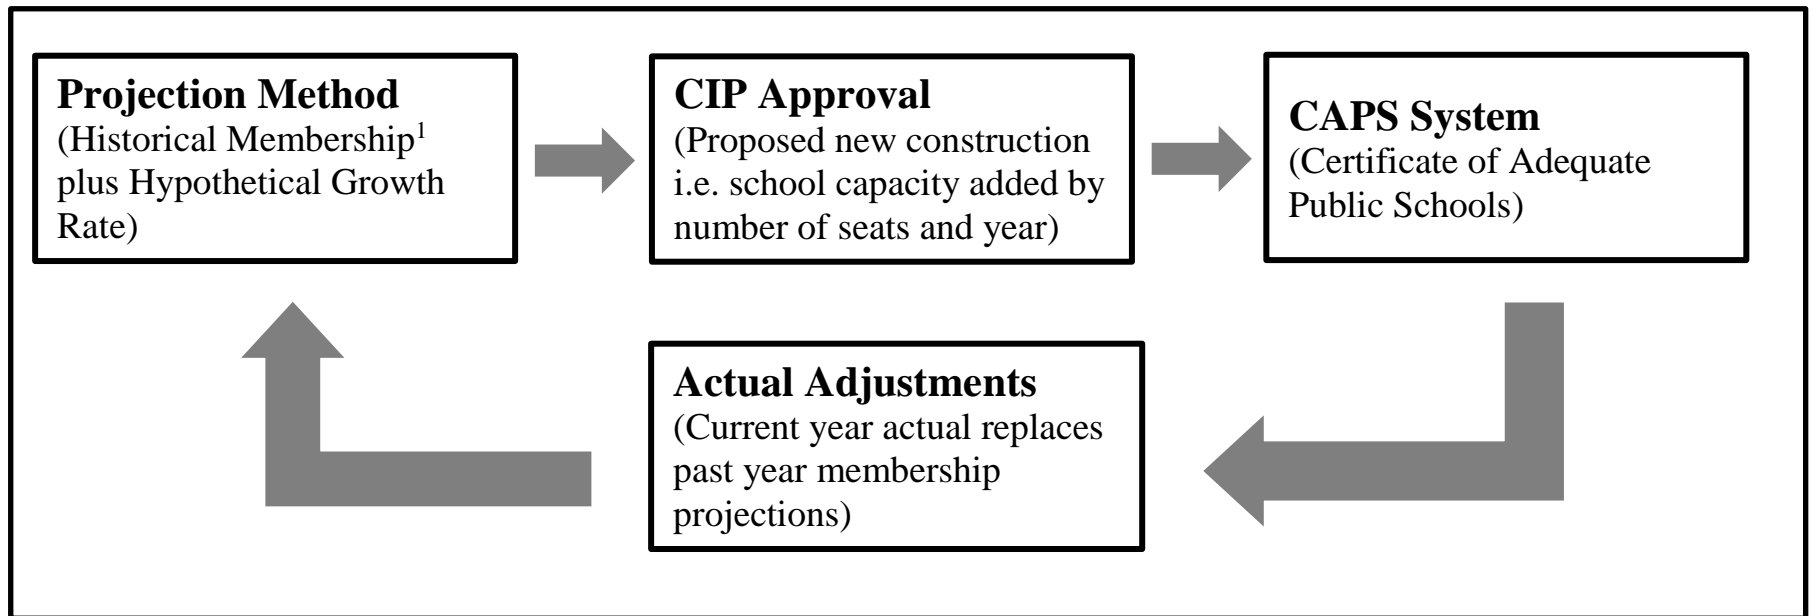 Projection Method
(Historical Membership¹
plus Hypothetical Growth
Rate)
CIP Approval
(Proposed new construction
i.e. school capacity added by
number of seats and year)
CAPS System
(Certificate of Adequate
Public Schools)
Actual Adjustments
(Current year actual replaces
past year membership
projections)